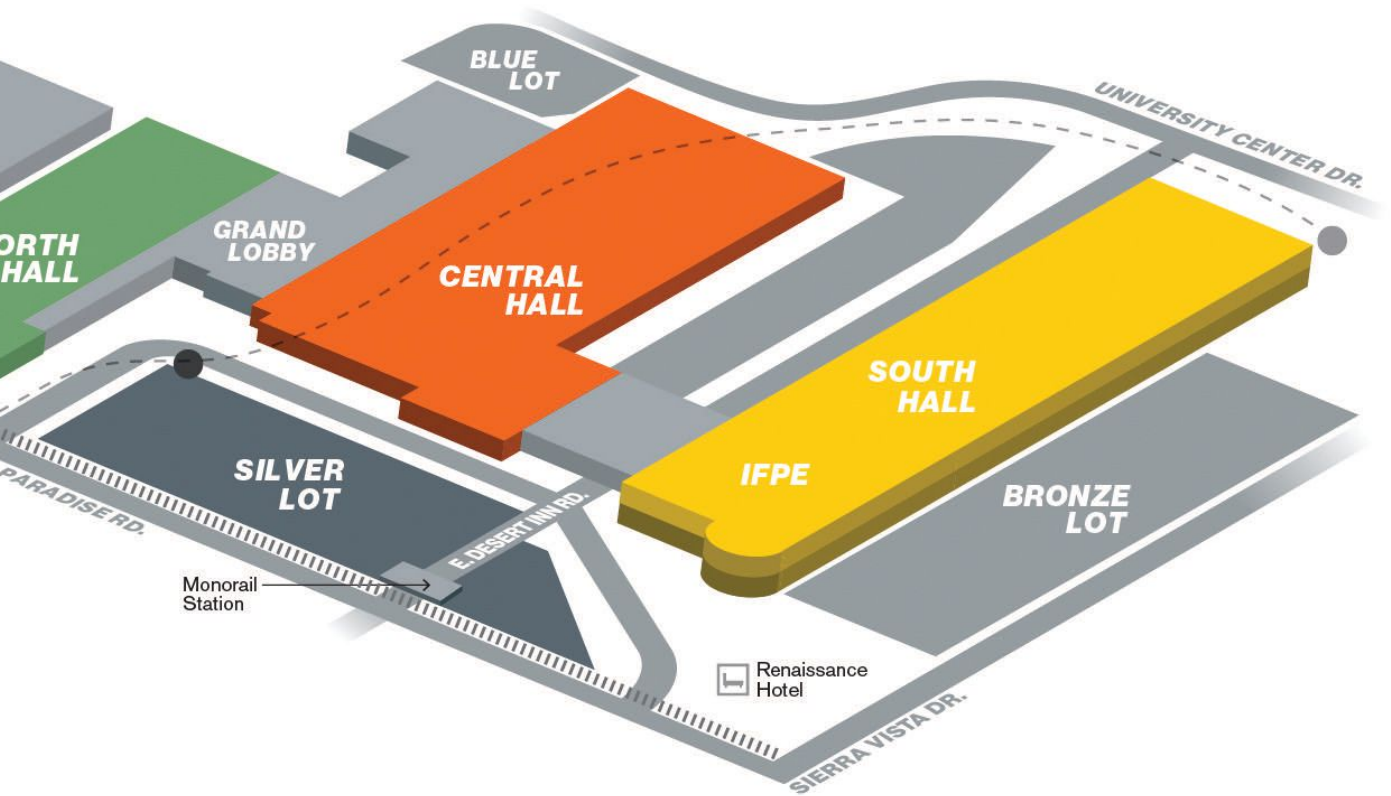 BLUE
LOT
UNIVERSITY CENTER DR.
ORTH
HALL
GRAND
LOBBY
CENTRAL
HALL
SOUTH
HALL
IFPE
SILVER
LOT
BRONZE
LOT
PARADISE RD.
E. DESERT INN RD.
Monorail
Station
Renaissance
Hotel
SIERRA VISTA DR.